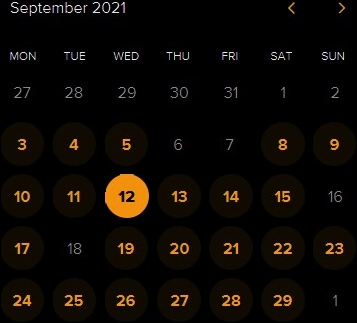 September 2021
MON TUE WED THU FRI SAT SUN
27 28 29 30 31 1 2
3 4 5 6 7 8 9
10 11 12 13 14 15 16
17 18 19 20 21 22 23
24 25 26 27 28 29 1